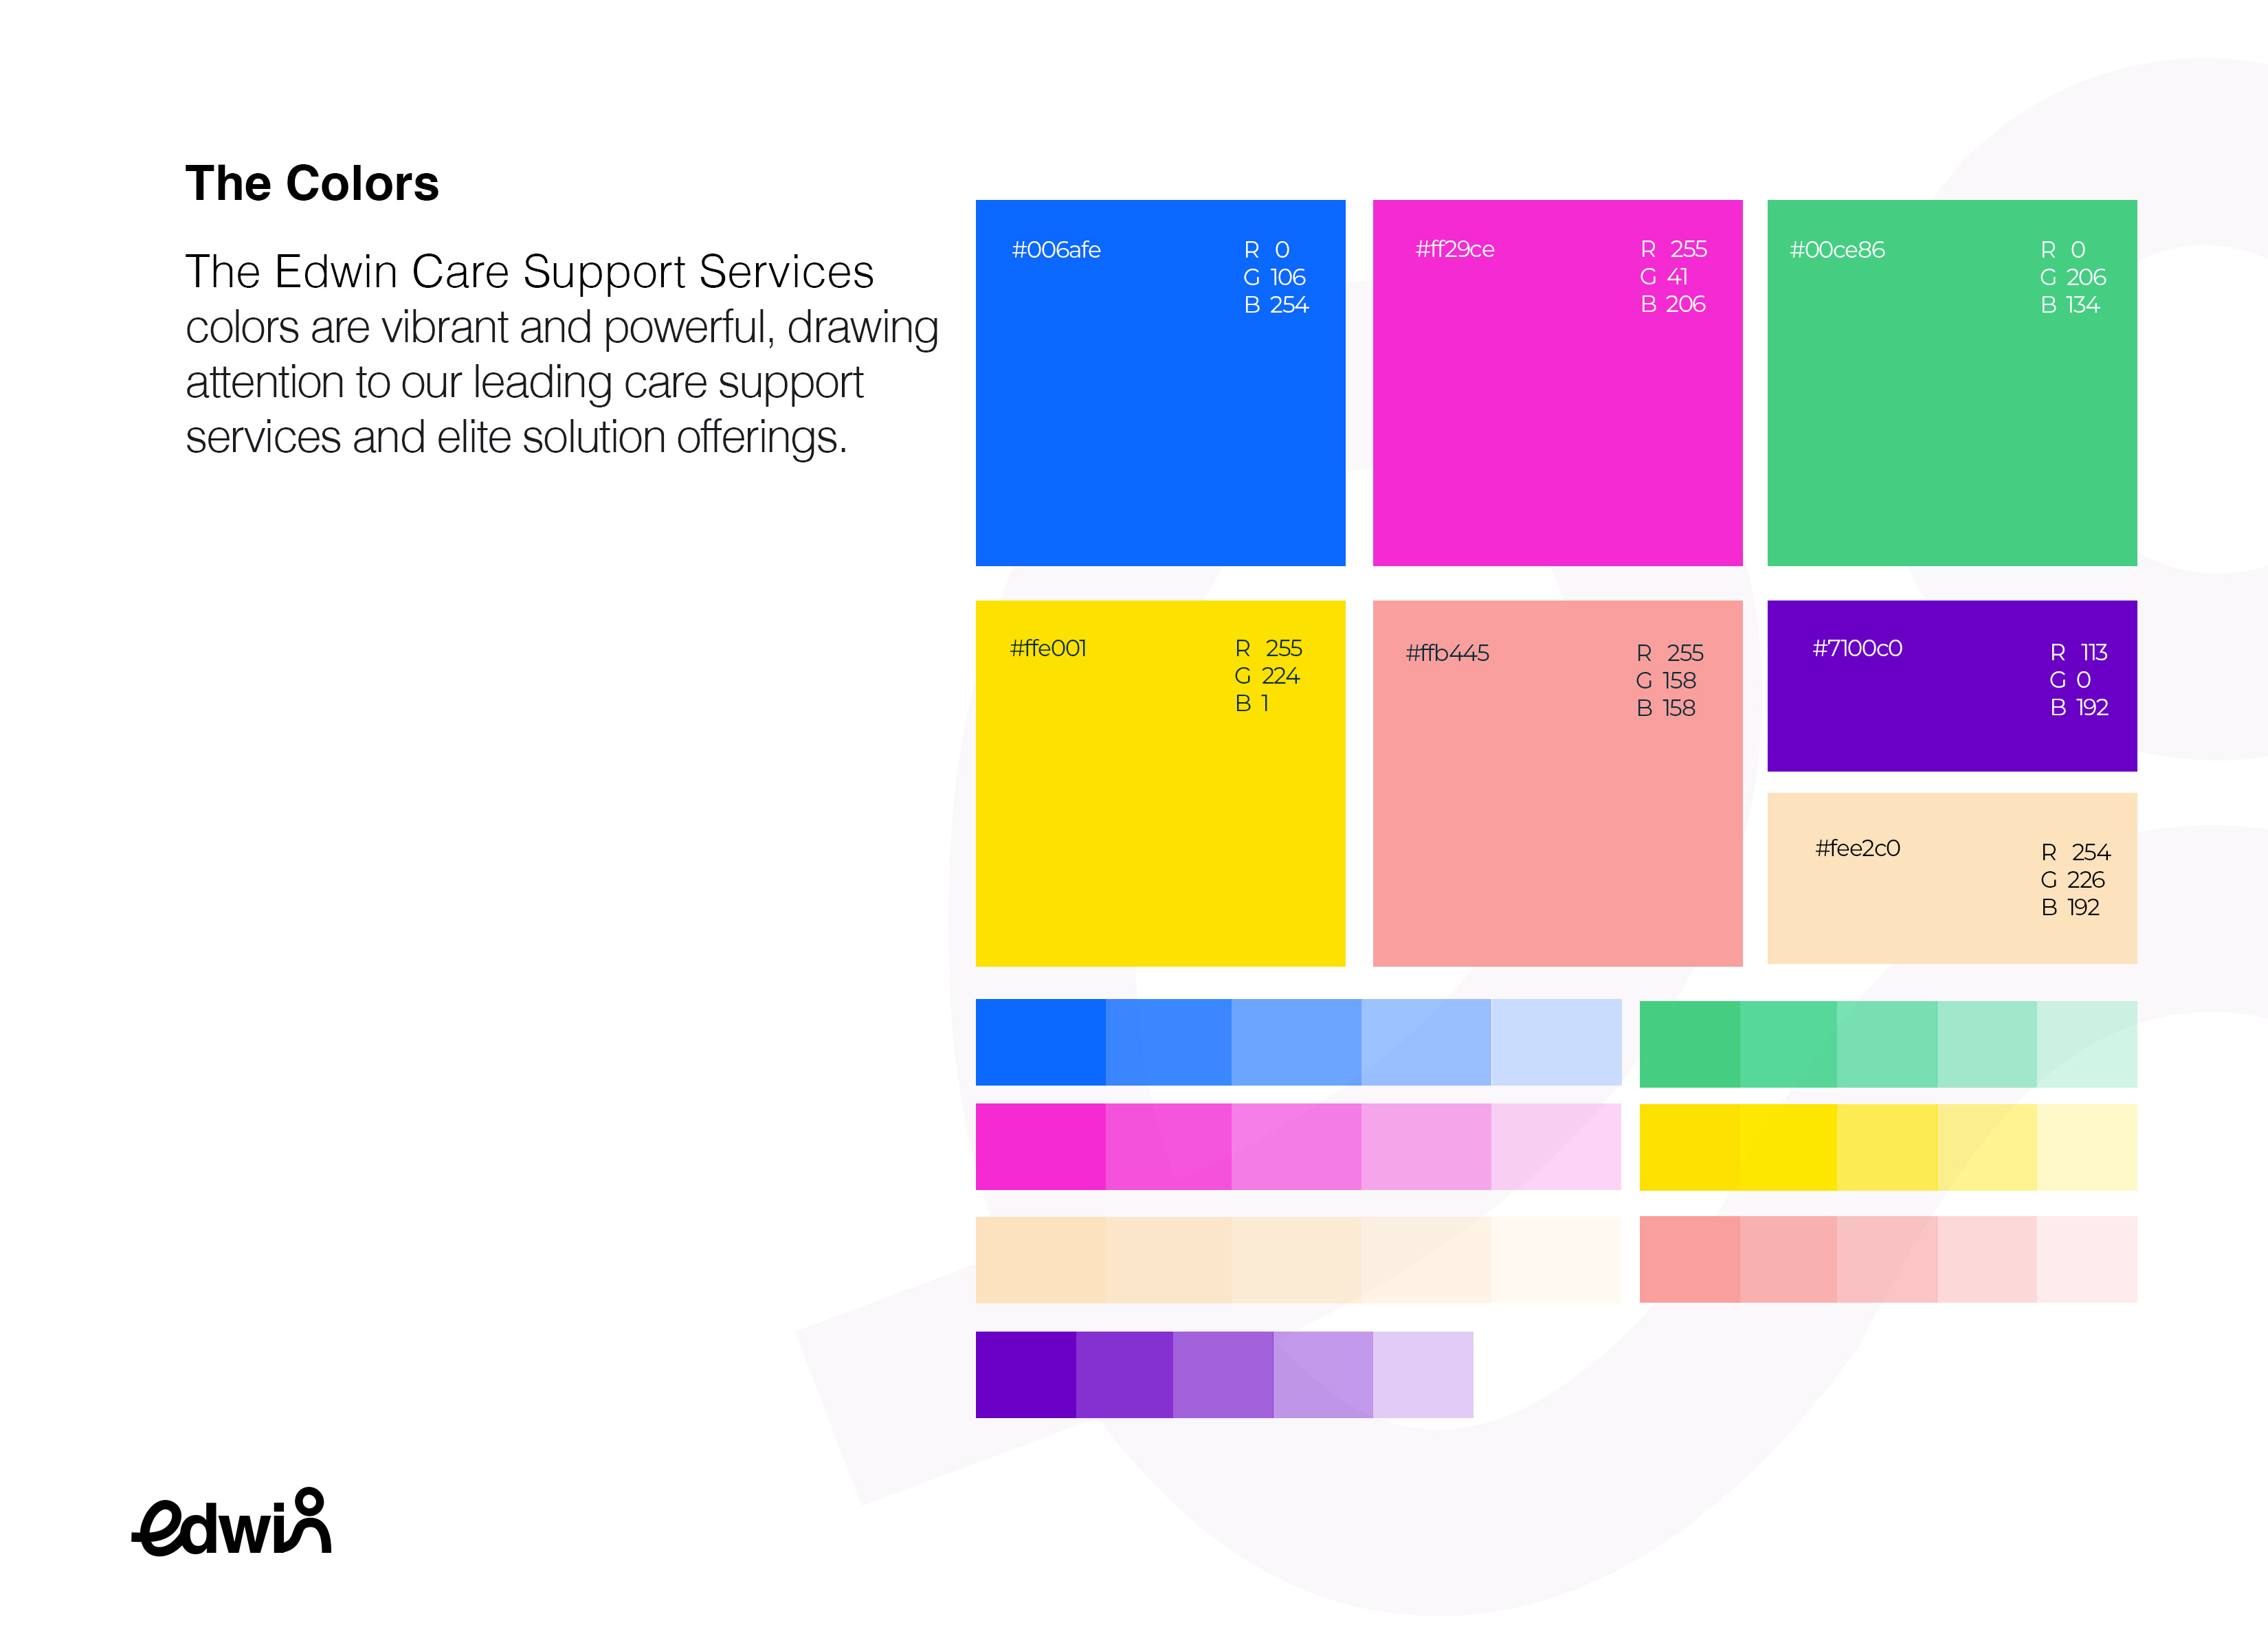 The Colors
The Edwin Care Support Services
colors are vibrant and powerful, drawing
attention to our leading care support
services and elite solution offerings.
#006afe
R 0
G 106
B 254
#ff29ce
R 255
G 41
B 206
#00ce86
R 0
G 206
B 134
#ffe001
R 255
G 224
B 1
#ffb445
R 255
G 158
B 158
#7100c0
R 113
G 0
B 192
#fee2c0
R 254
G 226
B 192
edwin